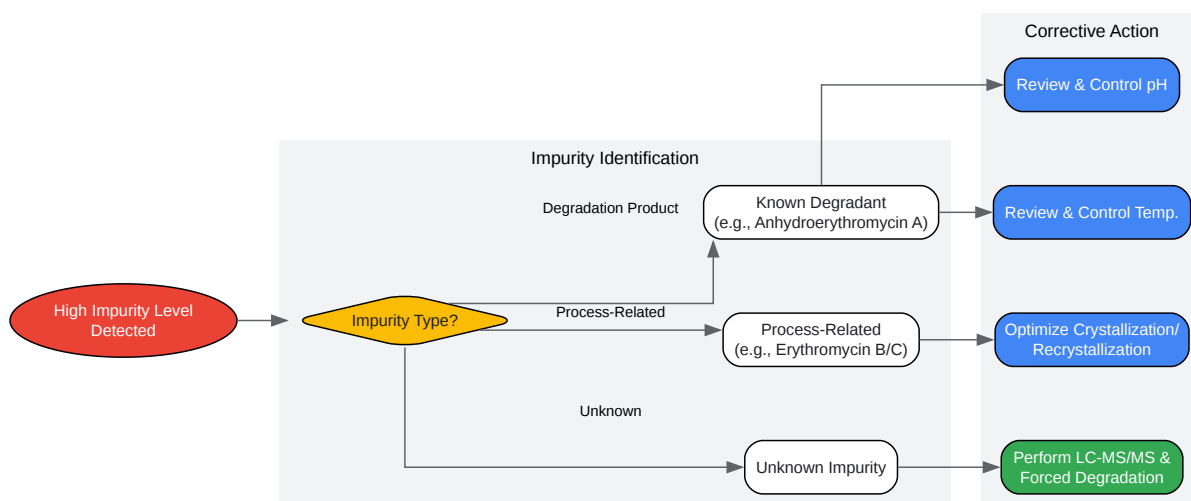 Corrective Action
Review & Control pH
Impurity Identification
Degradation Product
Known Degradant
(e.g., Anhydroerythromycin A)
Review & Control Temp.
High Impurity Level
Detected
Impurity Type?
Process-Related
Process-Related
(e.g., Erythromycin B/C)
Optimize Crystallization/
Recrystallization
Unknown
Unknown Impurity
Perform LC-MS/MS &
Forced Degradation